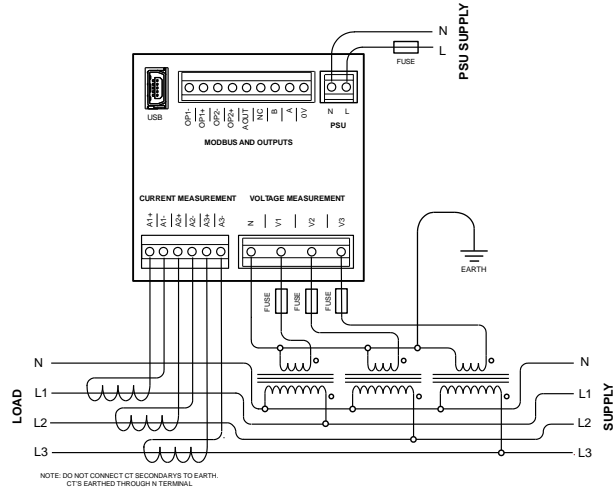 N
L
PSU SUPPLY
FUSE
USB
OP1-
OP1+
OP2-
OP2+
AOUT
NC
B
A
0V
N
L
PSU
MODBUS AND OUTPUTS
CURRENT MEASUREMENT
VOLTAGE MEASUREMENT
A1+
A1-
A2+
A2-
A3+
A3-
N
V1
V2
V3
EARTH
FUSE
FUSE
FUSE
N
L1
L2
L3
LOAD
N
L1
L2
L3
SUPPLY
NOTE: DO NOT CONNECT CT SECONDARYS TO EARTH.
CT'S EARTHED THROUGH N TERMINAL